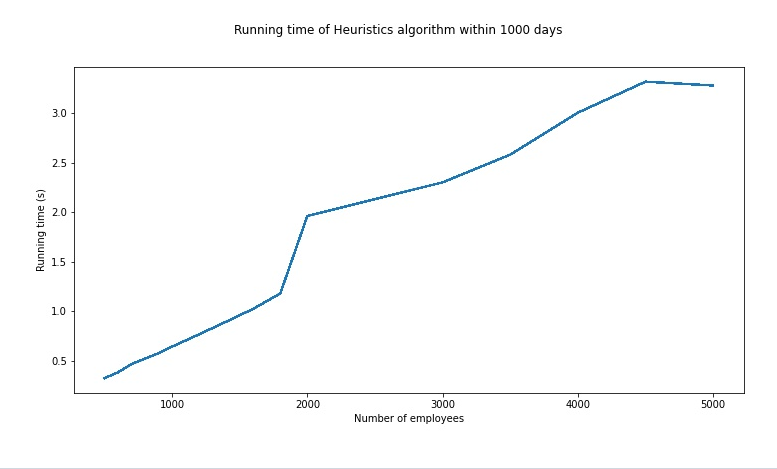 Running time of Heuristics algorithm within 1000 days
Running time (s)
3.0
2.5
2.0
1.5
1.0
0.5
1000 2000 3000 4000 5000
Number of employees